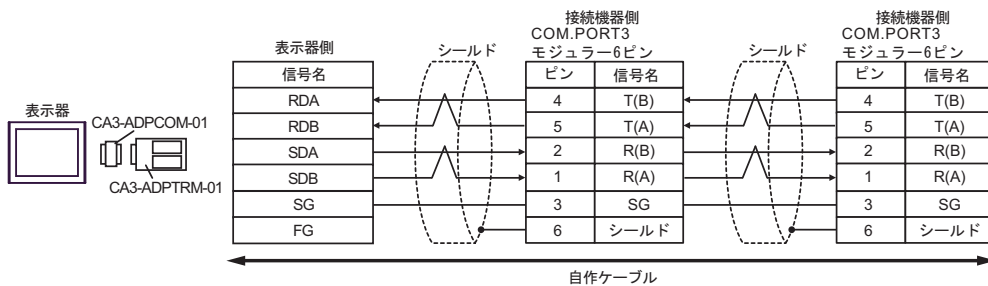 接続機器側
COM.PORT3
モジュラー6ピン
接続機器側
COM.PORT3
モジュラー6ピン
表示器側
シールド
シールド
信号名
ピン
信号名
ピン
信号名
RDA
4
T(B)
4
T(B)
RDB
5
T(A)
5
T(A)
SDA
2
R(B)
2
R(B)
SDB
1
R(A)
1
R(A)
SG
3
SG
3
SG
FG
6
シールド
6
シールド
表示器
CA3-ADPCOM-01
CA3-ADPTRM-01
自作ケーブル